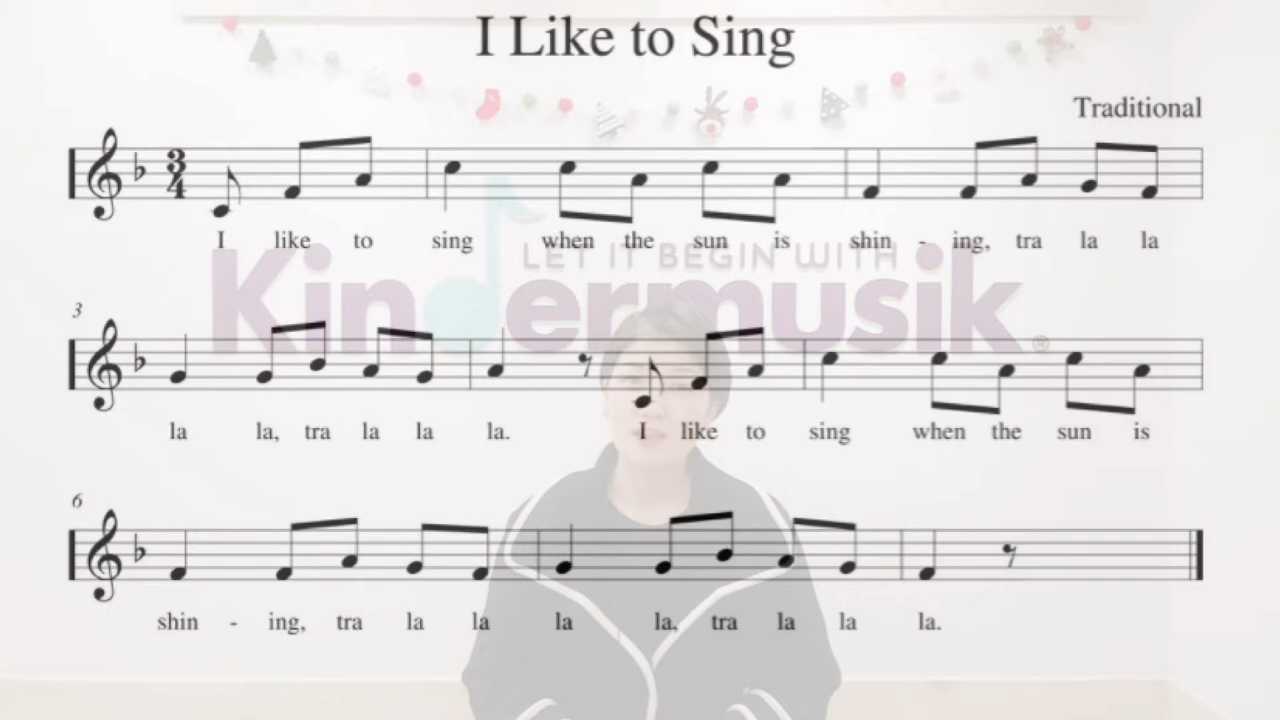 I Like to Sing
Traditional
3
4
I like to sing when the sun is shin - ing, tra la la
LET IT BEGIN WITH
Kindermusik®
3
la la, tra la la la. I like to sing when the sun is
6
shin - ing, tra la la la la, tra la la la.